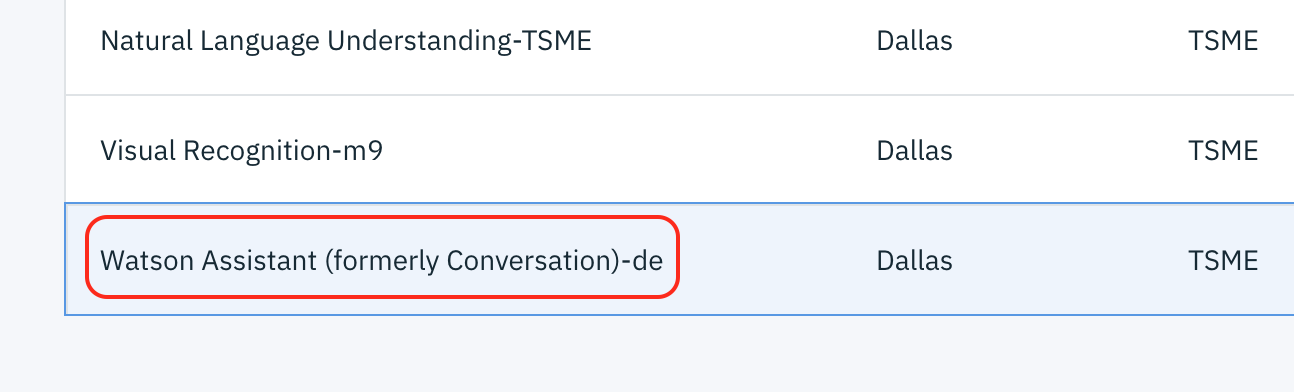 Natural Language Understanding-TSME Dallas TSME
Visual Recognition-m9 Dallas TSME
Watson Assistant (formerly Conversation)-de Dallas TSME